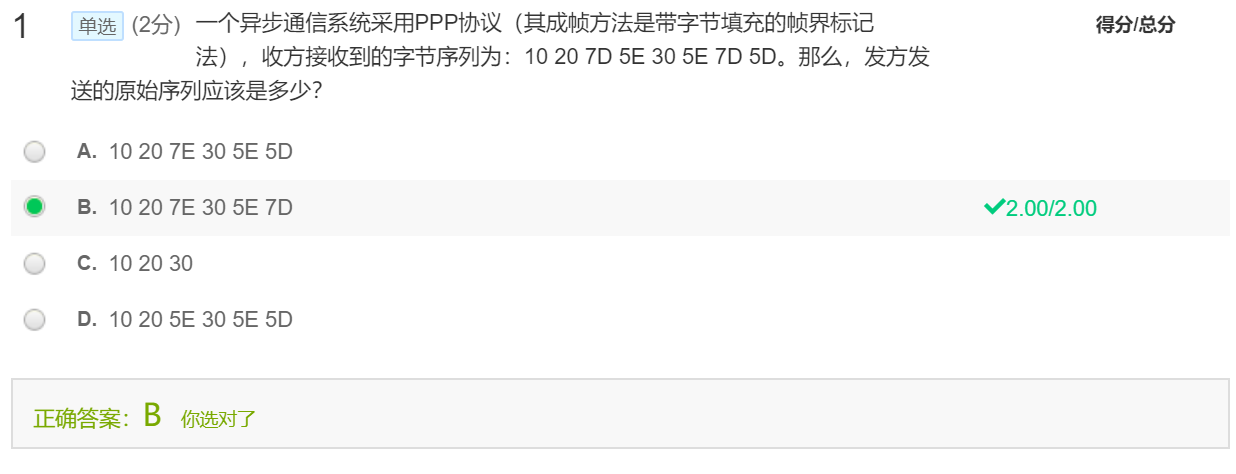 1 单选 (2分) 一个异步通信系统采用PPP协议（其成帧方法是带字节填充的帧界标记 得分/总分
法），收方接收到的字节序列为：10 20 7D 5E 30 5E 7D 5D。那么，发方发
送的原始序列应该是多少？
A. 10 20 7E 30 5E 5D
B. 10 20 7E 30 5E 7D 2.00/2.00
C. 10 20 30
D. 10 20 5E 30 5E 5D
正确答案：B 你选对了